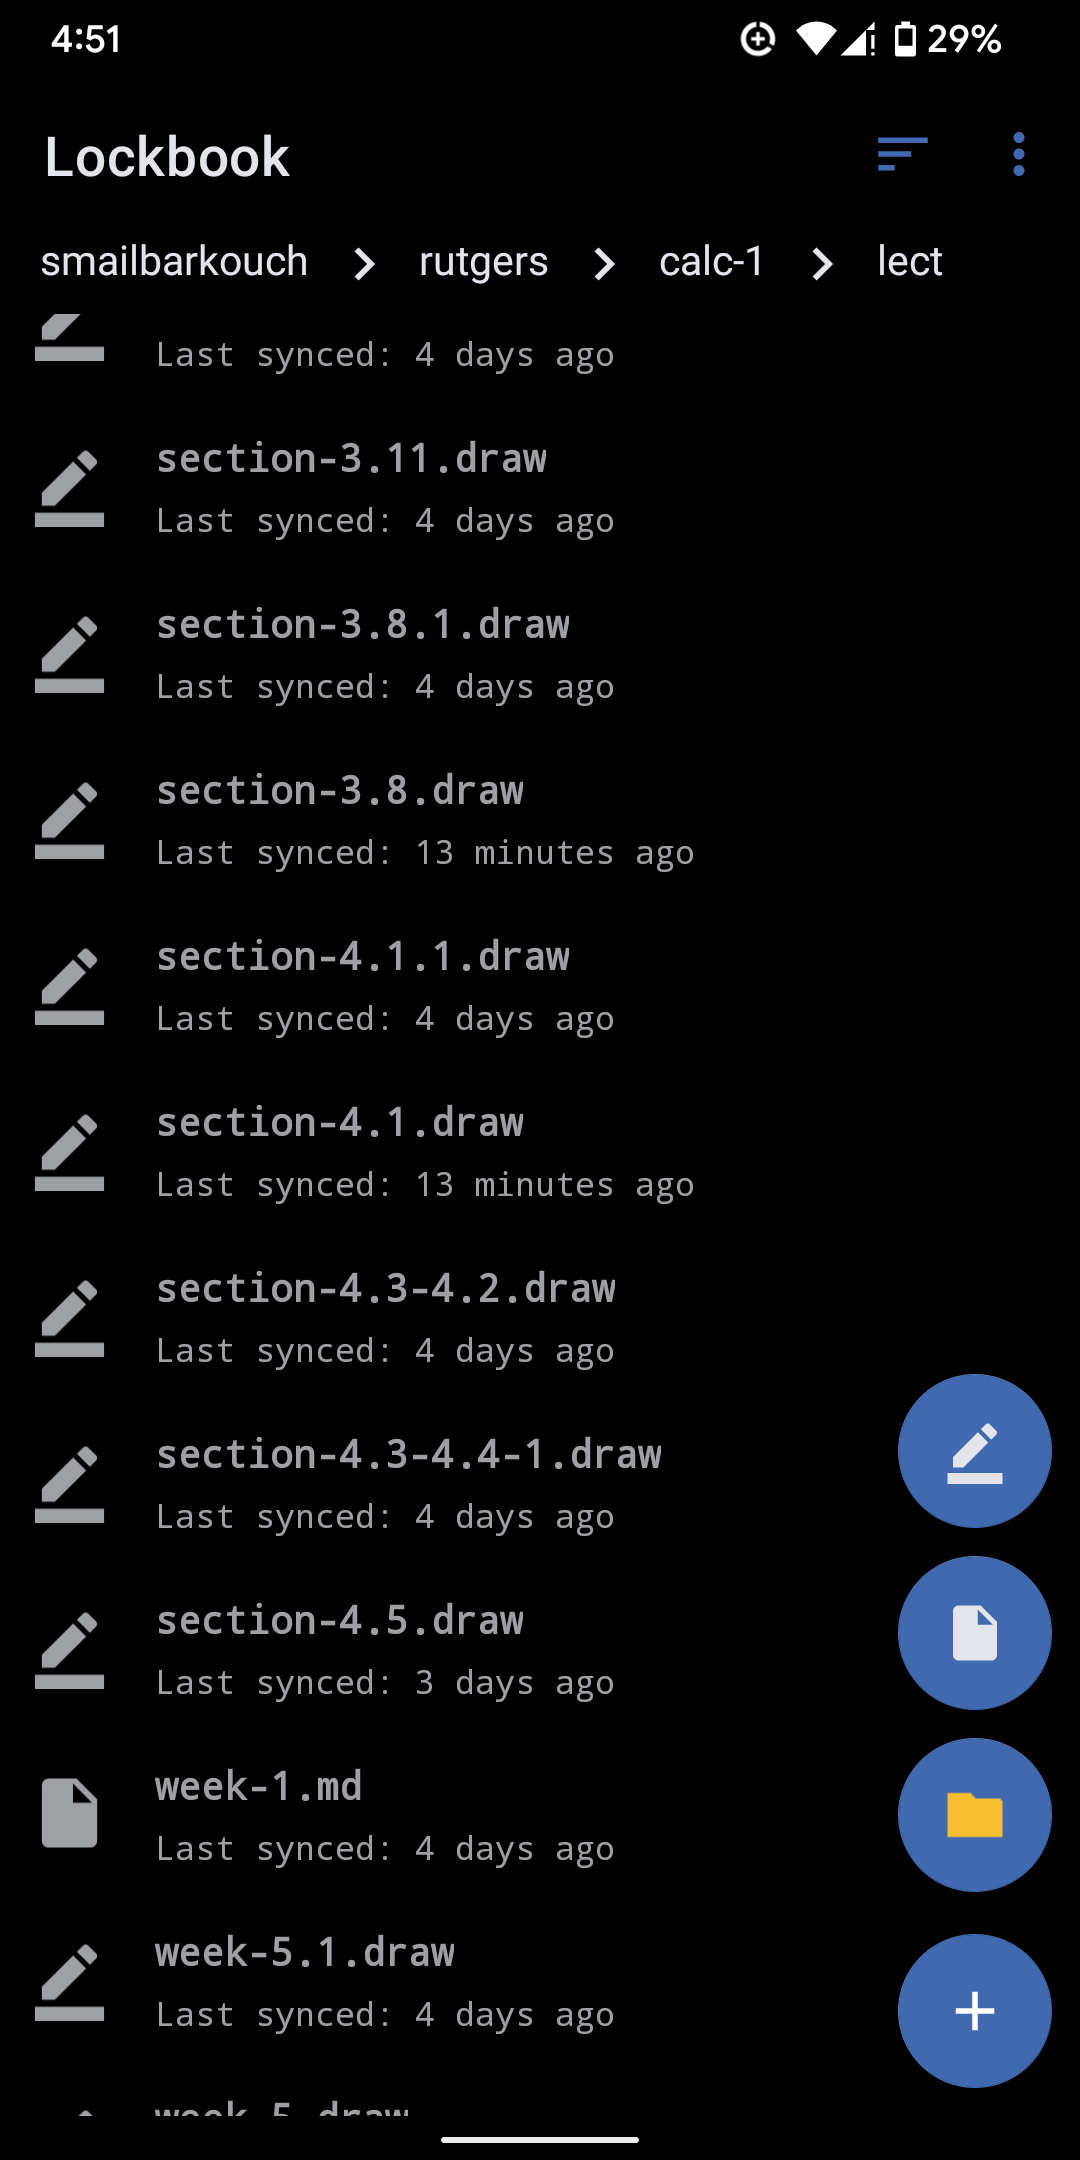 4:51 29%
Lockbook
smailbarkouch rutgers calc-1 lect
Last synced: 4 days ago
section-3.11.draw
Last synced: 4 days ago
section-3.8.1.draw
Last synced: 4 days ago
section-3.8.draw
Last synced: 13 minutes ago
section-4.1.1.draw
Last synced: 4 days ago
section-4.1.draw
Last synced: 13 minutes ago
section-4.3-4.2.draw
Last synced: 4 days ago
section-4.3-4.4-1.draw
Last synced: 4 days ago
section-4.5.draw
Last synced: 3 days ago
week-1.md
Last synced: 4 days ago
week-5.1.draw
Last synced: 4 days ago
week-5.draw